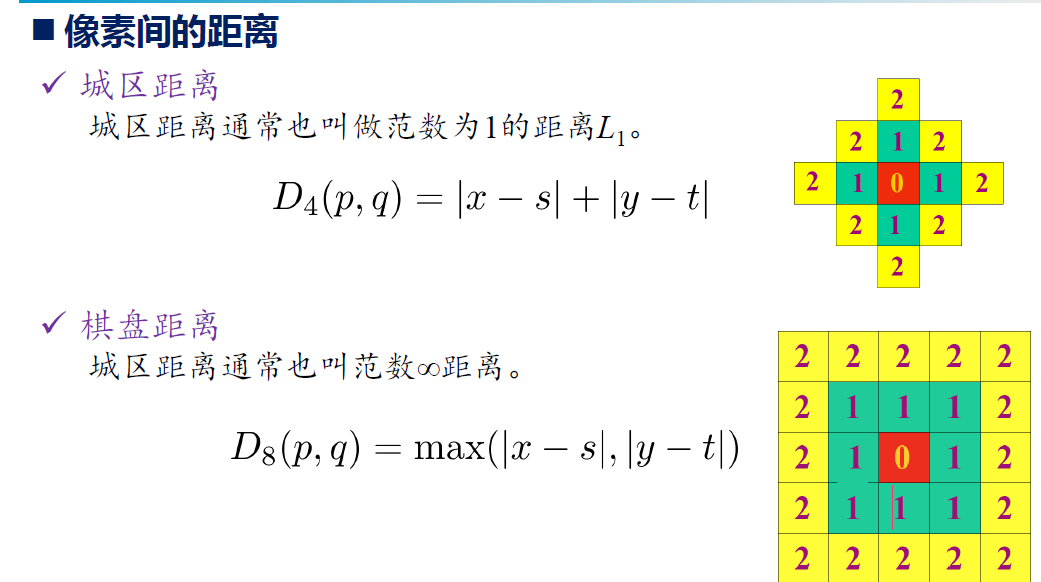 像素间的距离
城区距离
城区距离通常也叫做范数为1的距离L₁。
D₄(p, q) = |x − s| + |y − t|
2
2 1 2
2 1 0 1 2
2 1 2
2
棋盘距离
城区距离通常也叫范数∞距离。
D₈(p, q) = max(|x − s|, |y − t|)
2 2 2 2 2
2 1 1 1 2
2 1 0 1 2
2 1 1 1 2
2 2 2 2 2